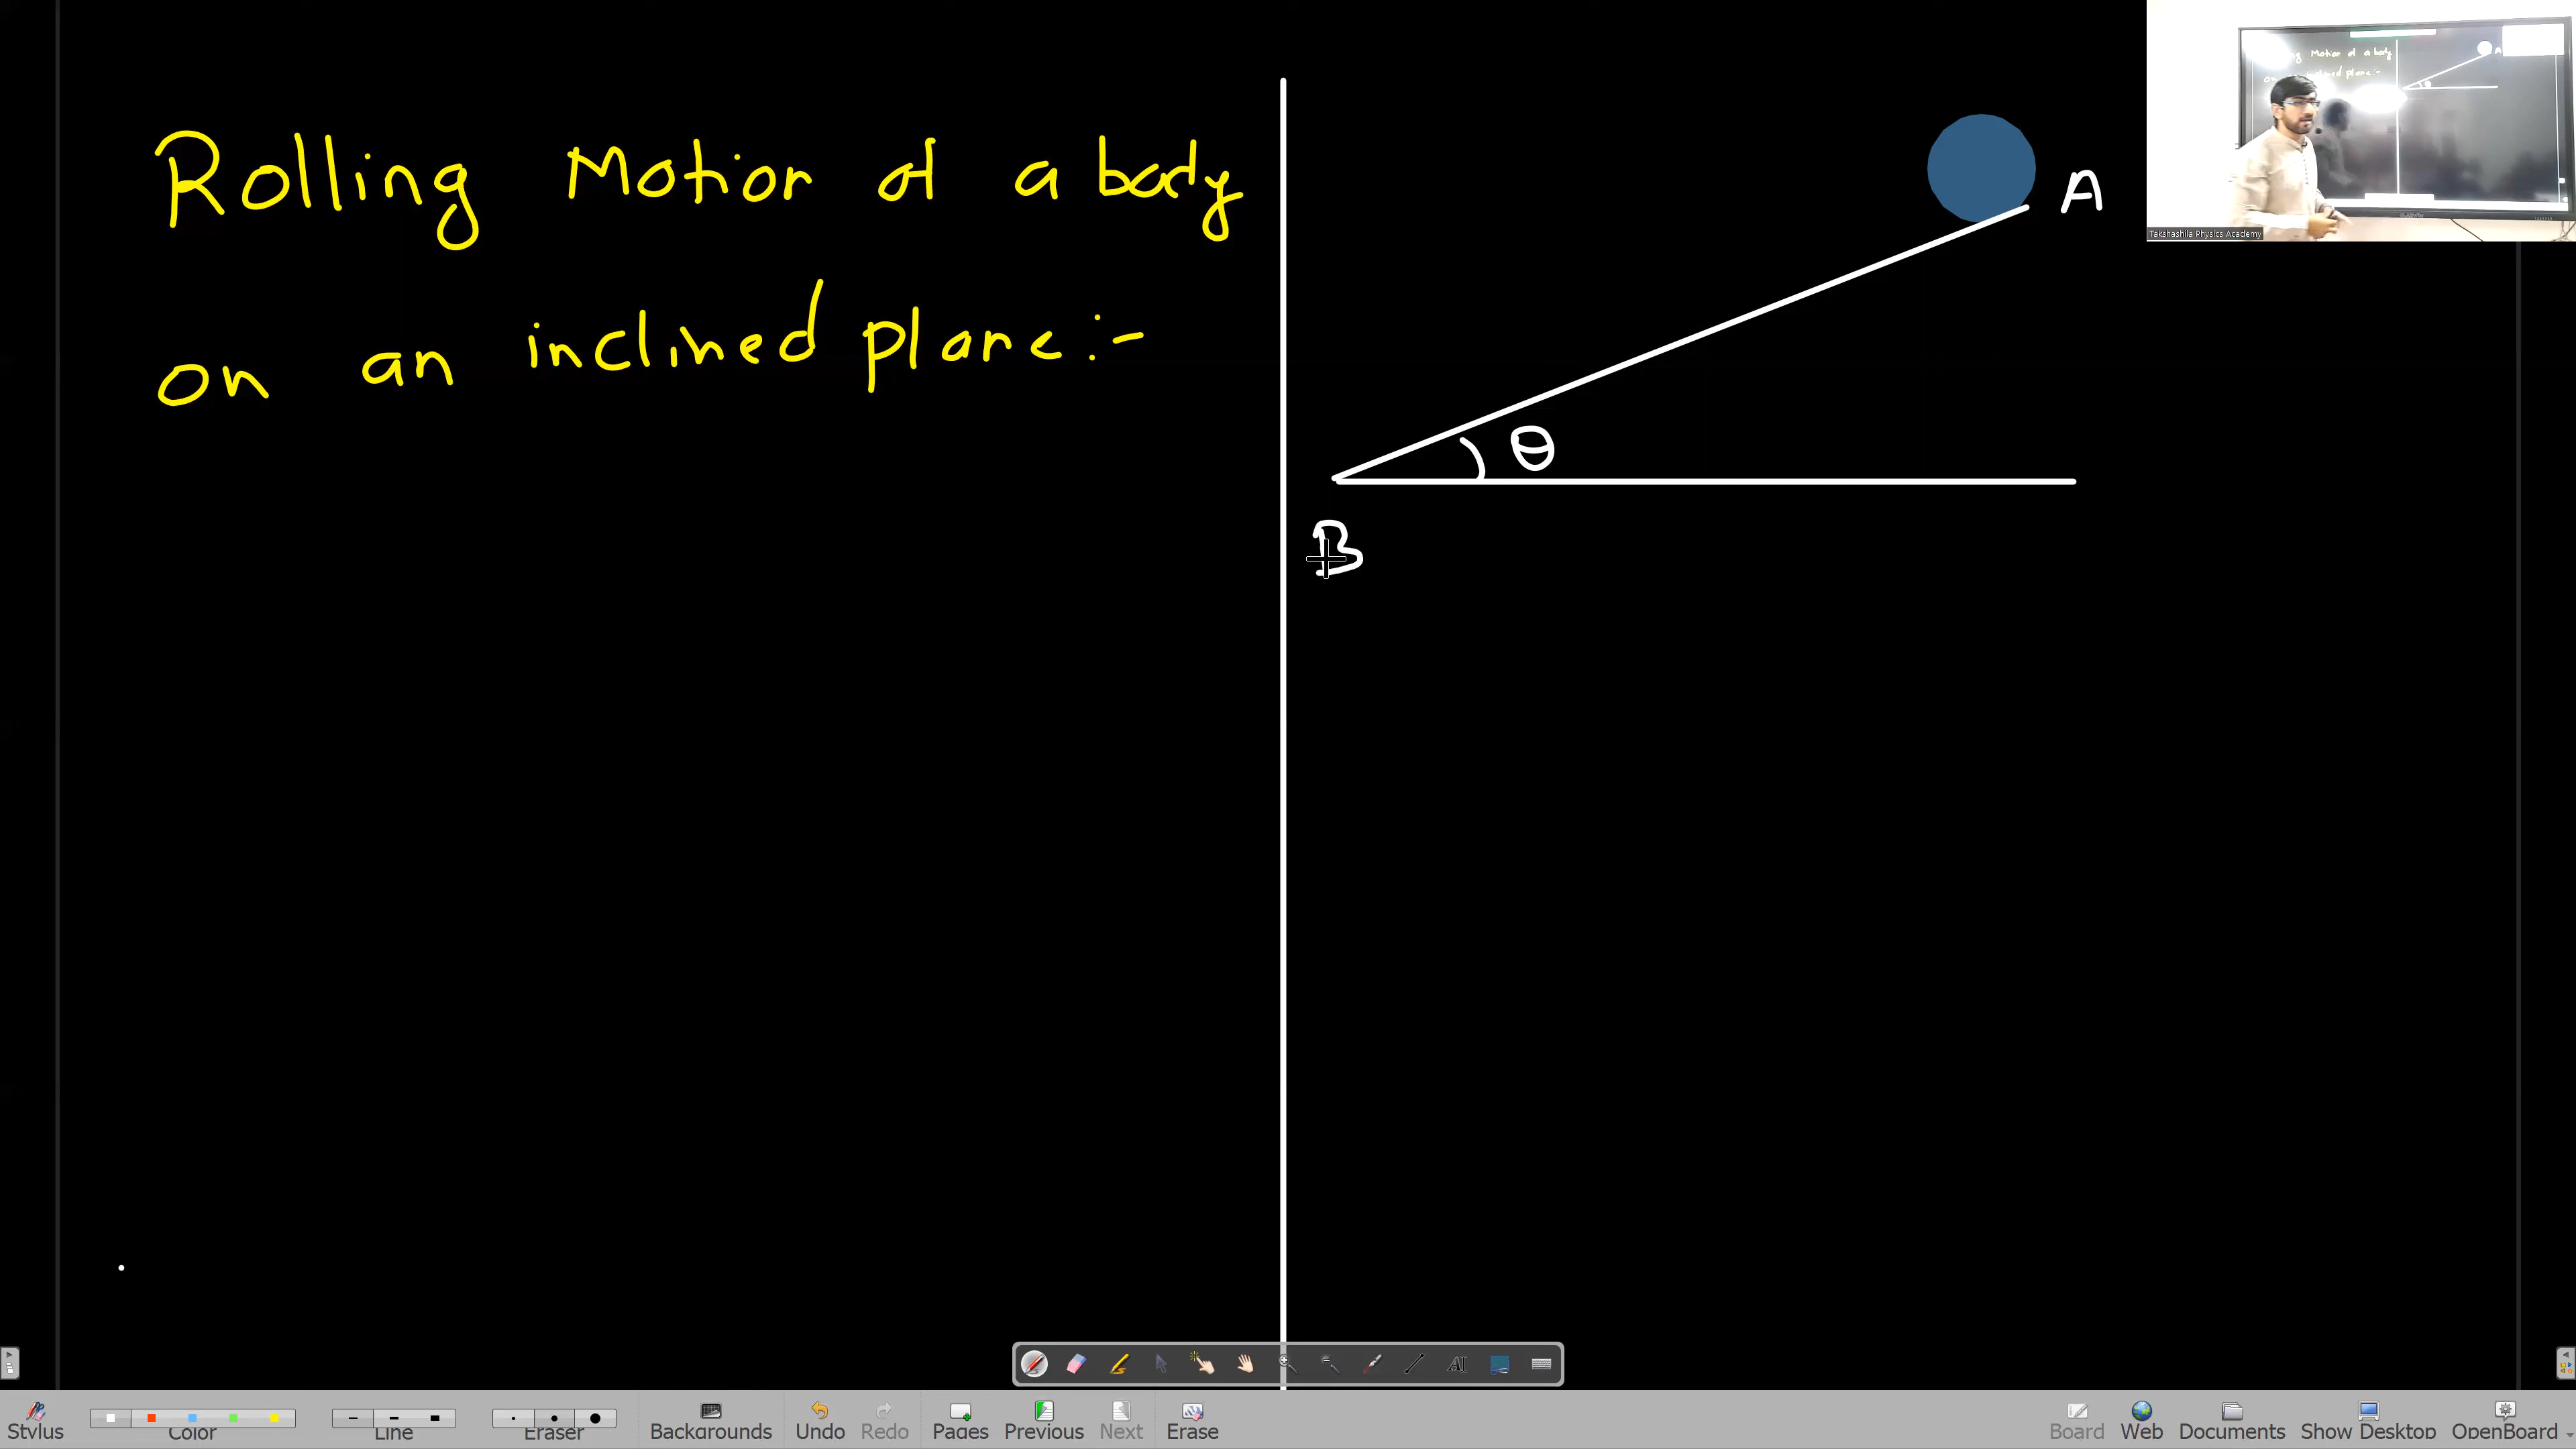 Rolling Motion of a body
on an inclined plane :-
A
θ
B
Takshashila Physics Academy
Stylus
Color
Line
Eraser
Backgrounds
Undo
Redo
Pages
Previous
Next
Erase
Board
Web
Documents
Show Desktop
OpenBoard